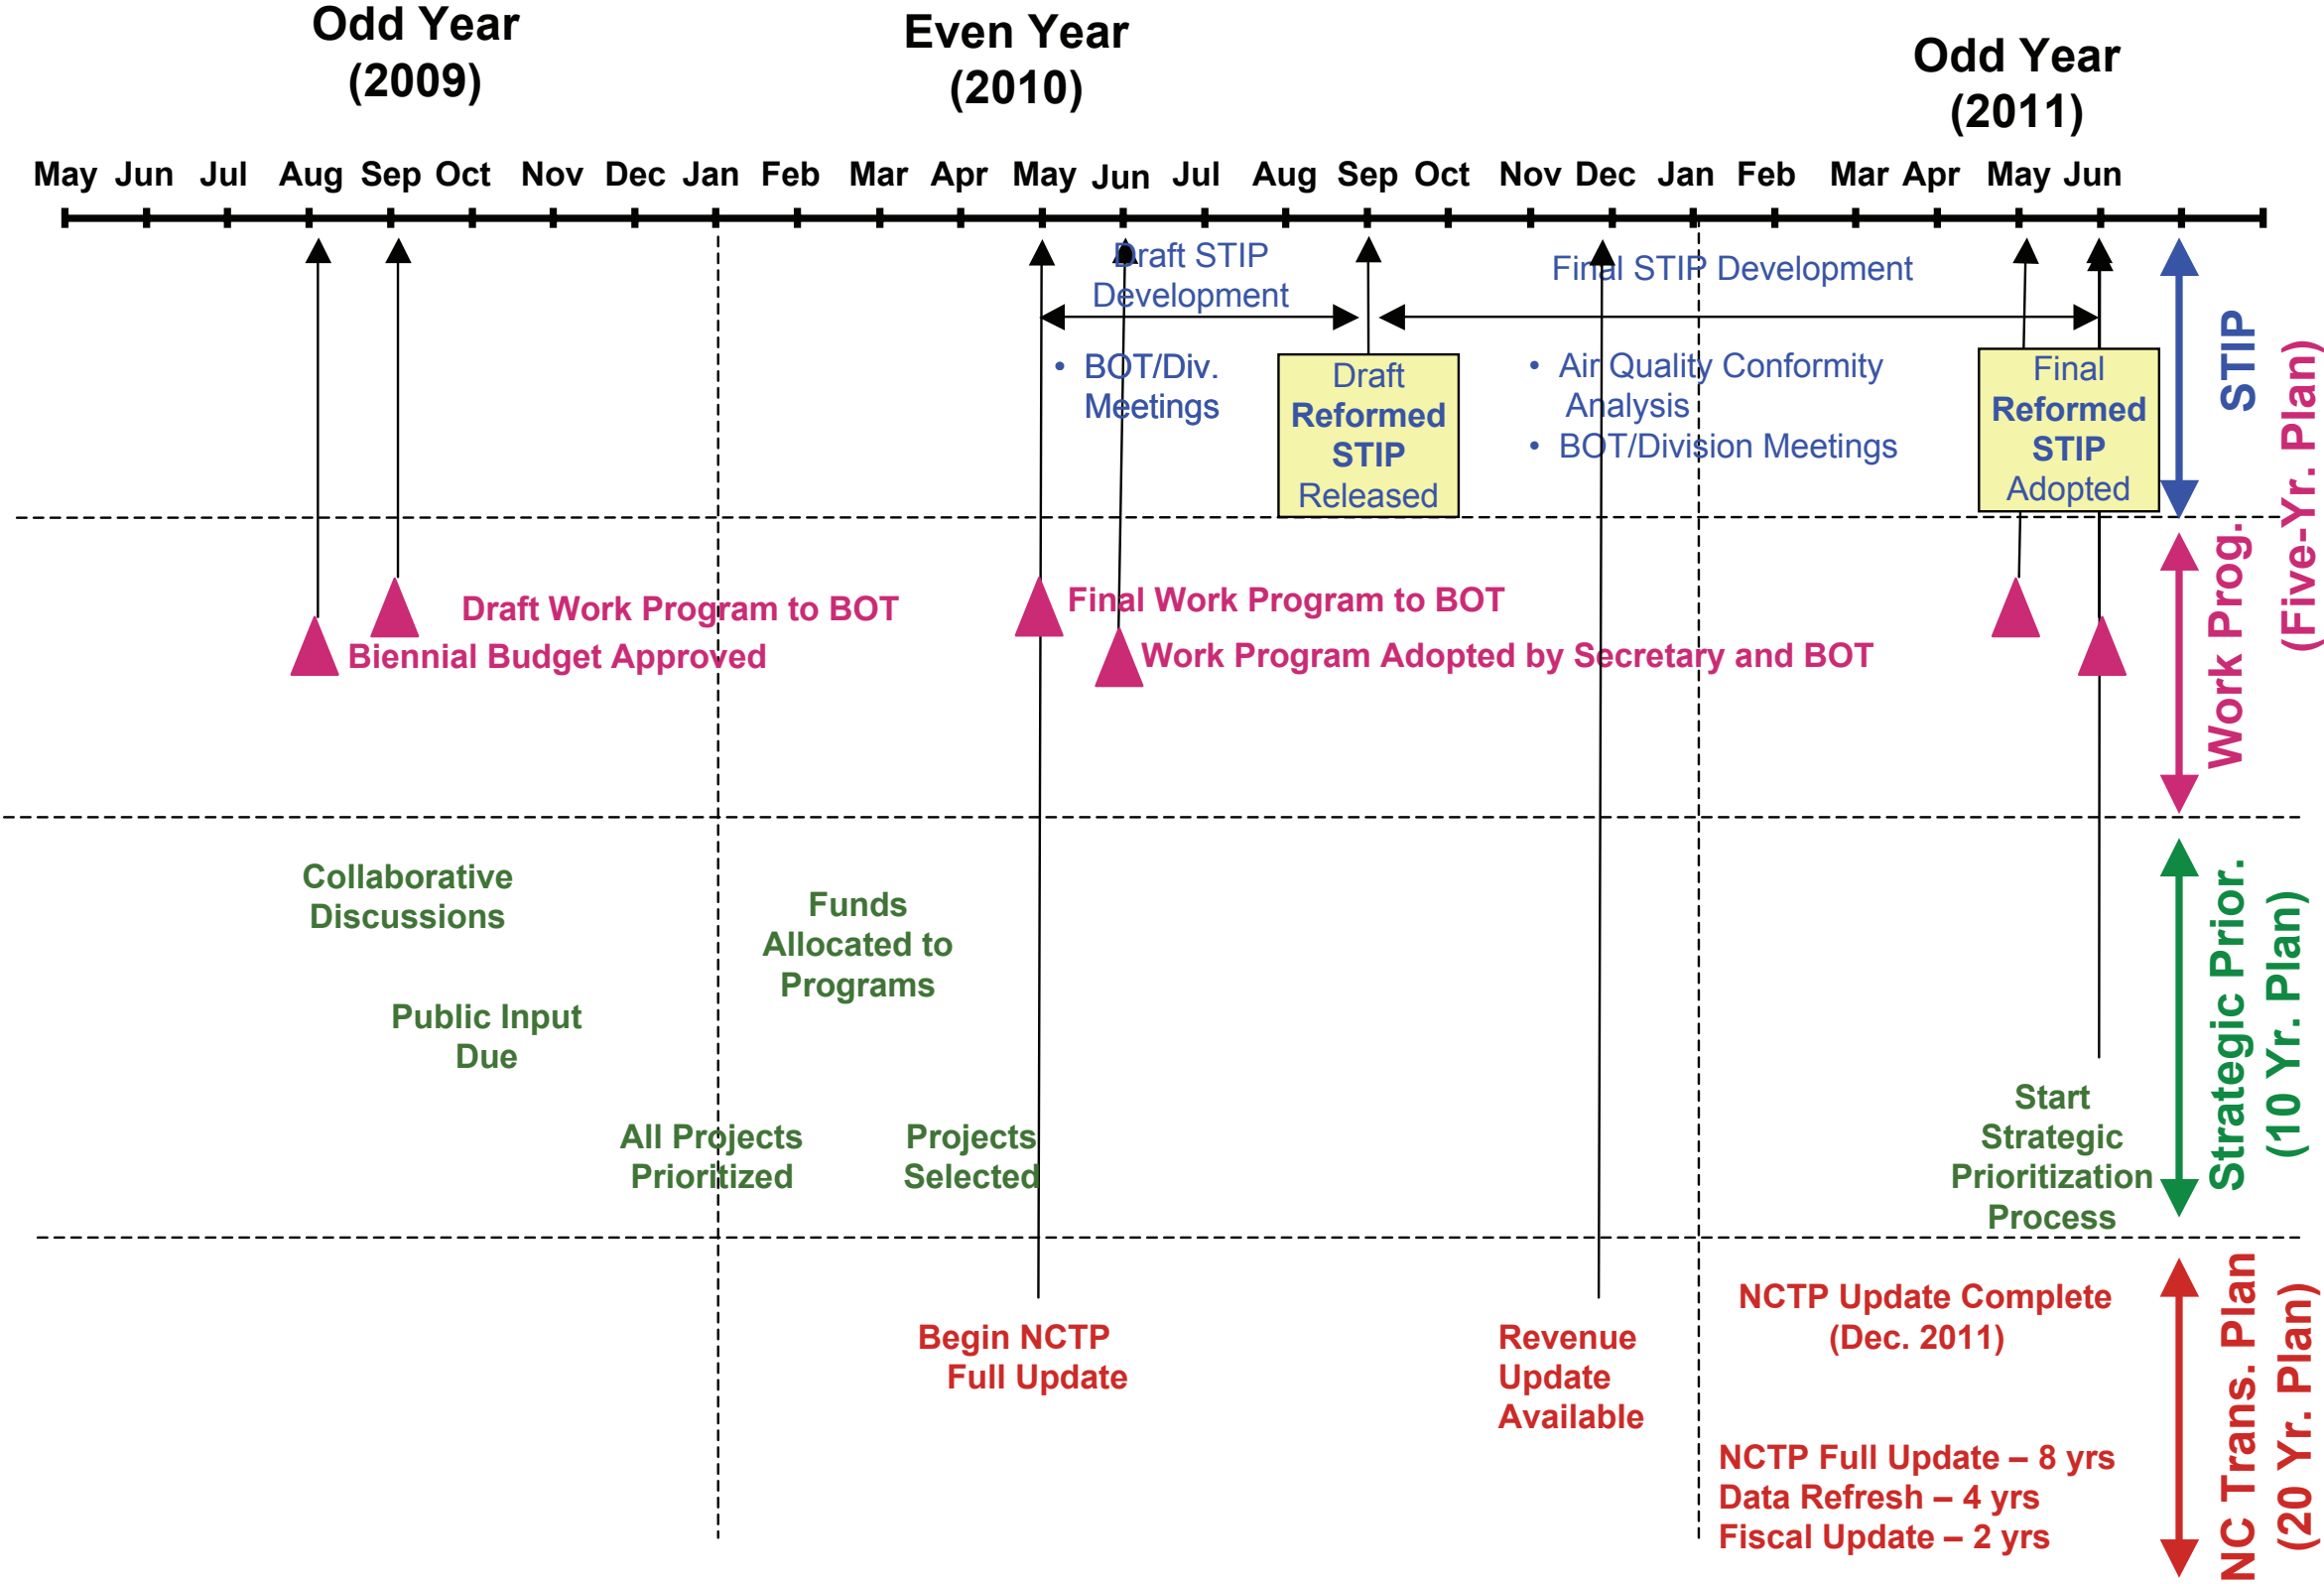 Odd Year
(2009)
Even Year
(2010)
Odd Year
(2011)
May Jun Jul Aug Sep Oct Nov Dec Jan Feb Mar Apr May Jun Jul Aug Sep Oct Nov Dec Jan Feb Mar Apr May Jun
Draft STIP
Development
Final STIP Development
• BOT/Div.
Meetings
Draft
Reformed
STIP
Released
• Air Quality Conformity
Analysis
• BOT/Division Meetings
Final
Reformed
STIP
Adopted
STIP
Draft Work Program to BOT
Biennial Budget Approved
Final Work Program to BOT
Work Program Adopted by Secretary and BOT
Work Prog.
(Five-Yr. Plan)
Collaborative
Discussions
Public Input
Due
All Projects
Prioritized
Funds
Allocated to
Programs
Projects
Selected
Start
Strategic
Prioritization
Process
Strategic Prior.
(10 Yr. Plan)
Begin NCTP
Full Update
Revenue
Update
Available
NCTP Update Complete
(Dec. 2011)
NCTP Full Update – 8 yrs
Data Refresh – 4 yrs
Fiscal Update – 2 yrs
NC Trans. Plan
(20 Yr. Plan)